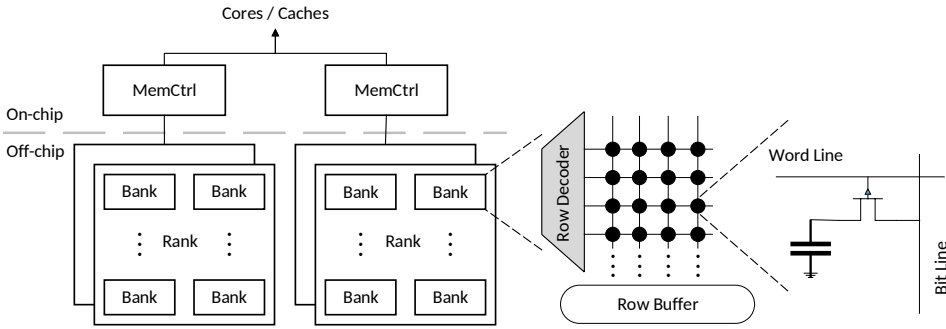 Cores / Caches
MemCtrl
MemCtrl
On-chip
Off-chip
Bank
Bank
Rank
Bank
Bank
Bank
Bank
Rank
Bank
Bank
Row Decoder
Row Buffer
Word Line
Bit Line